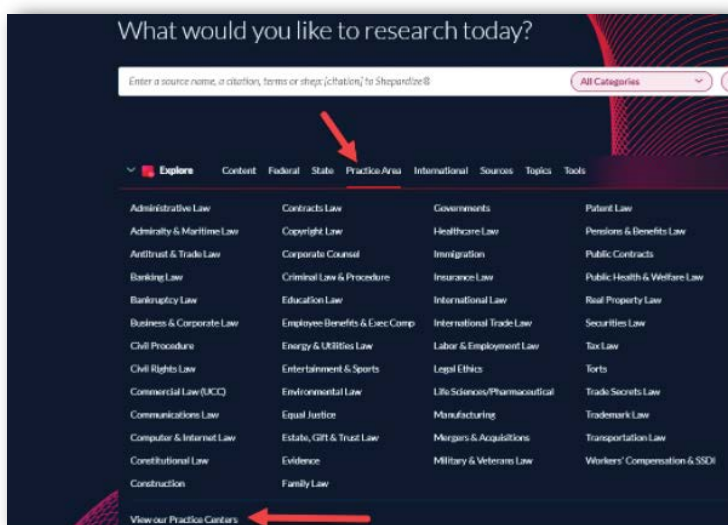 What would you like to research today?
Enter a source name, a citation, terms or shep:[citation] to Shepardize®
All Categories
Explore Content Federal State Practice Area International Sources Topics Tools
Administrative Law Contracts Law Governments Patent Law
Admiralty & Maritime Law Copyright Law Healthcare Law Pensions & Benefits Law
Antitrust & Trade Law Corporate Counsel Immigration Public Contracts
Banking Law Criminal Law & Procedure Insurance Law Public Health & Welfare Law
Bankruptcy Law Education Law International Law Real Property Law
Business & Corporate Law Employee Benefits & Exec Comp International Trade Law Securities Law
Civil Procedure Energy & Utilities Law Labor & Employment Law Tax Law
Civil Rights Law Entertainment & Sports Legal Ethics Torts
Commercial Law (UCC) Environmental Law Life Sciences/Pharmaceutical Trade Secrets Law
Communications Law Equal Justice Manufacturing Trademark Law
Computer & Internet Law Estate, Gift & Trust Law Mergers & Acquisitions Transportation Law
Constitutional Law Evidence Military & Veterans Law Workers' Compensation & SSDI
Construction Family Law
View our Practice Centers